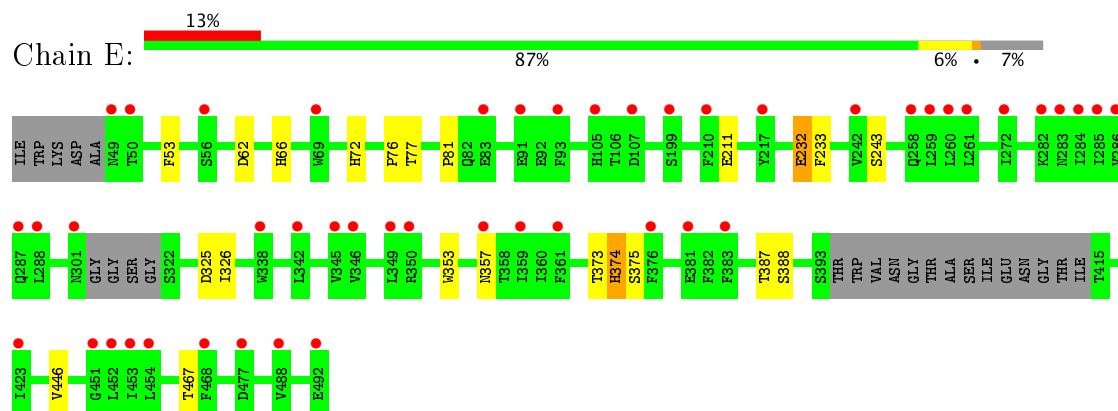 13%
Chain E:
87% 6% • 7%
ILE TRP LYS ASP ALA N49 T50 F53 S56 D62 H66 W69 H72 P76 T77 P81 Q82 E83 E91 E92 F93 H105 T106 D107 S199 F210 E211 Y217 E232 F233 V242 S243 Q258 L259 L260 L261 I272 K282 N283 I284 I285
Q287 L288 N301 GLY GLY SER GLY S322 D325 I326 W338 L342 V345 V346 L349 R350 W353 N357 T358 I359 I360 F361 T373 H374 S375 F376 E381 F382 F383 T387 S388 S393 THR TRP VAL ASN GLY THR ALA SER ILE GLU ASN GLY THR ILE T415
I423 V446 G451 L452 I453 L454 T467 F468 D477 V488 E492